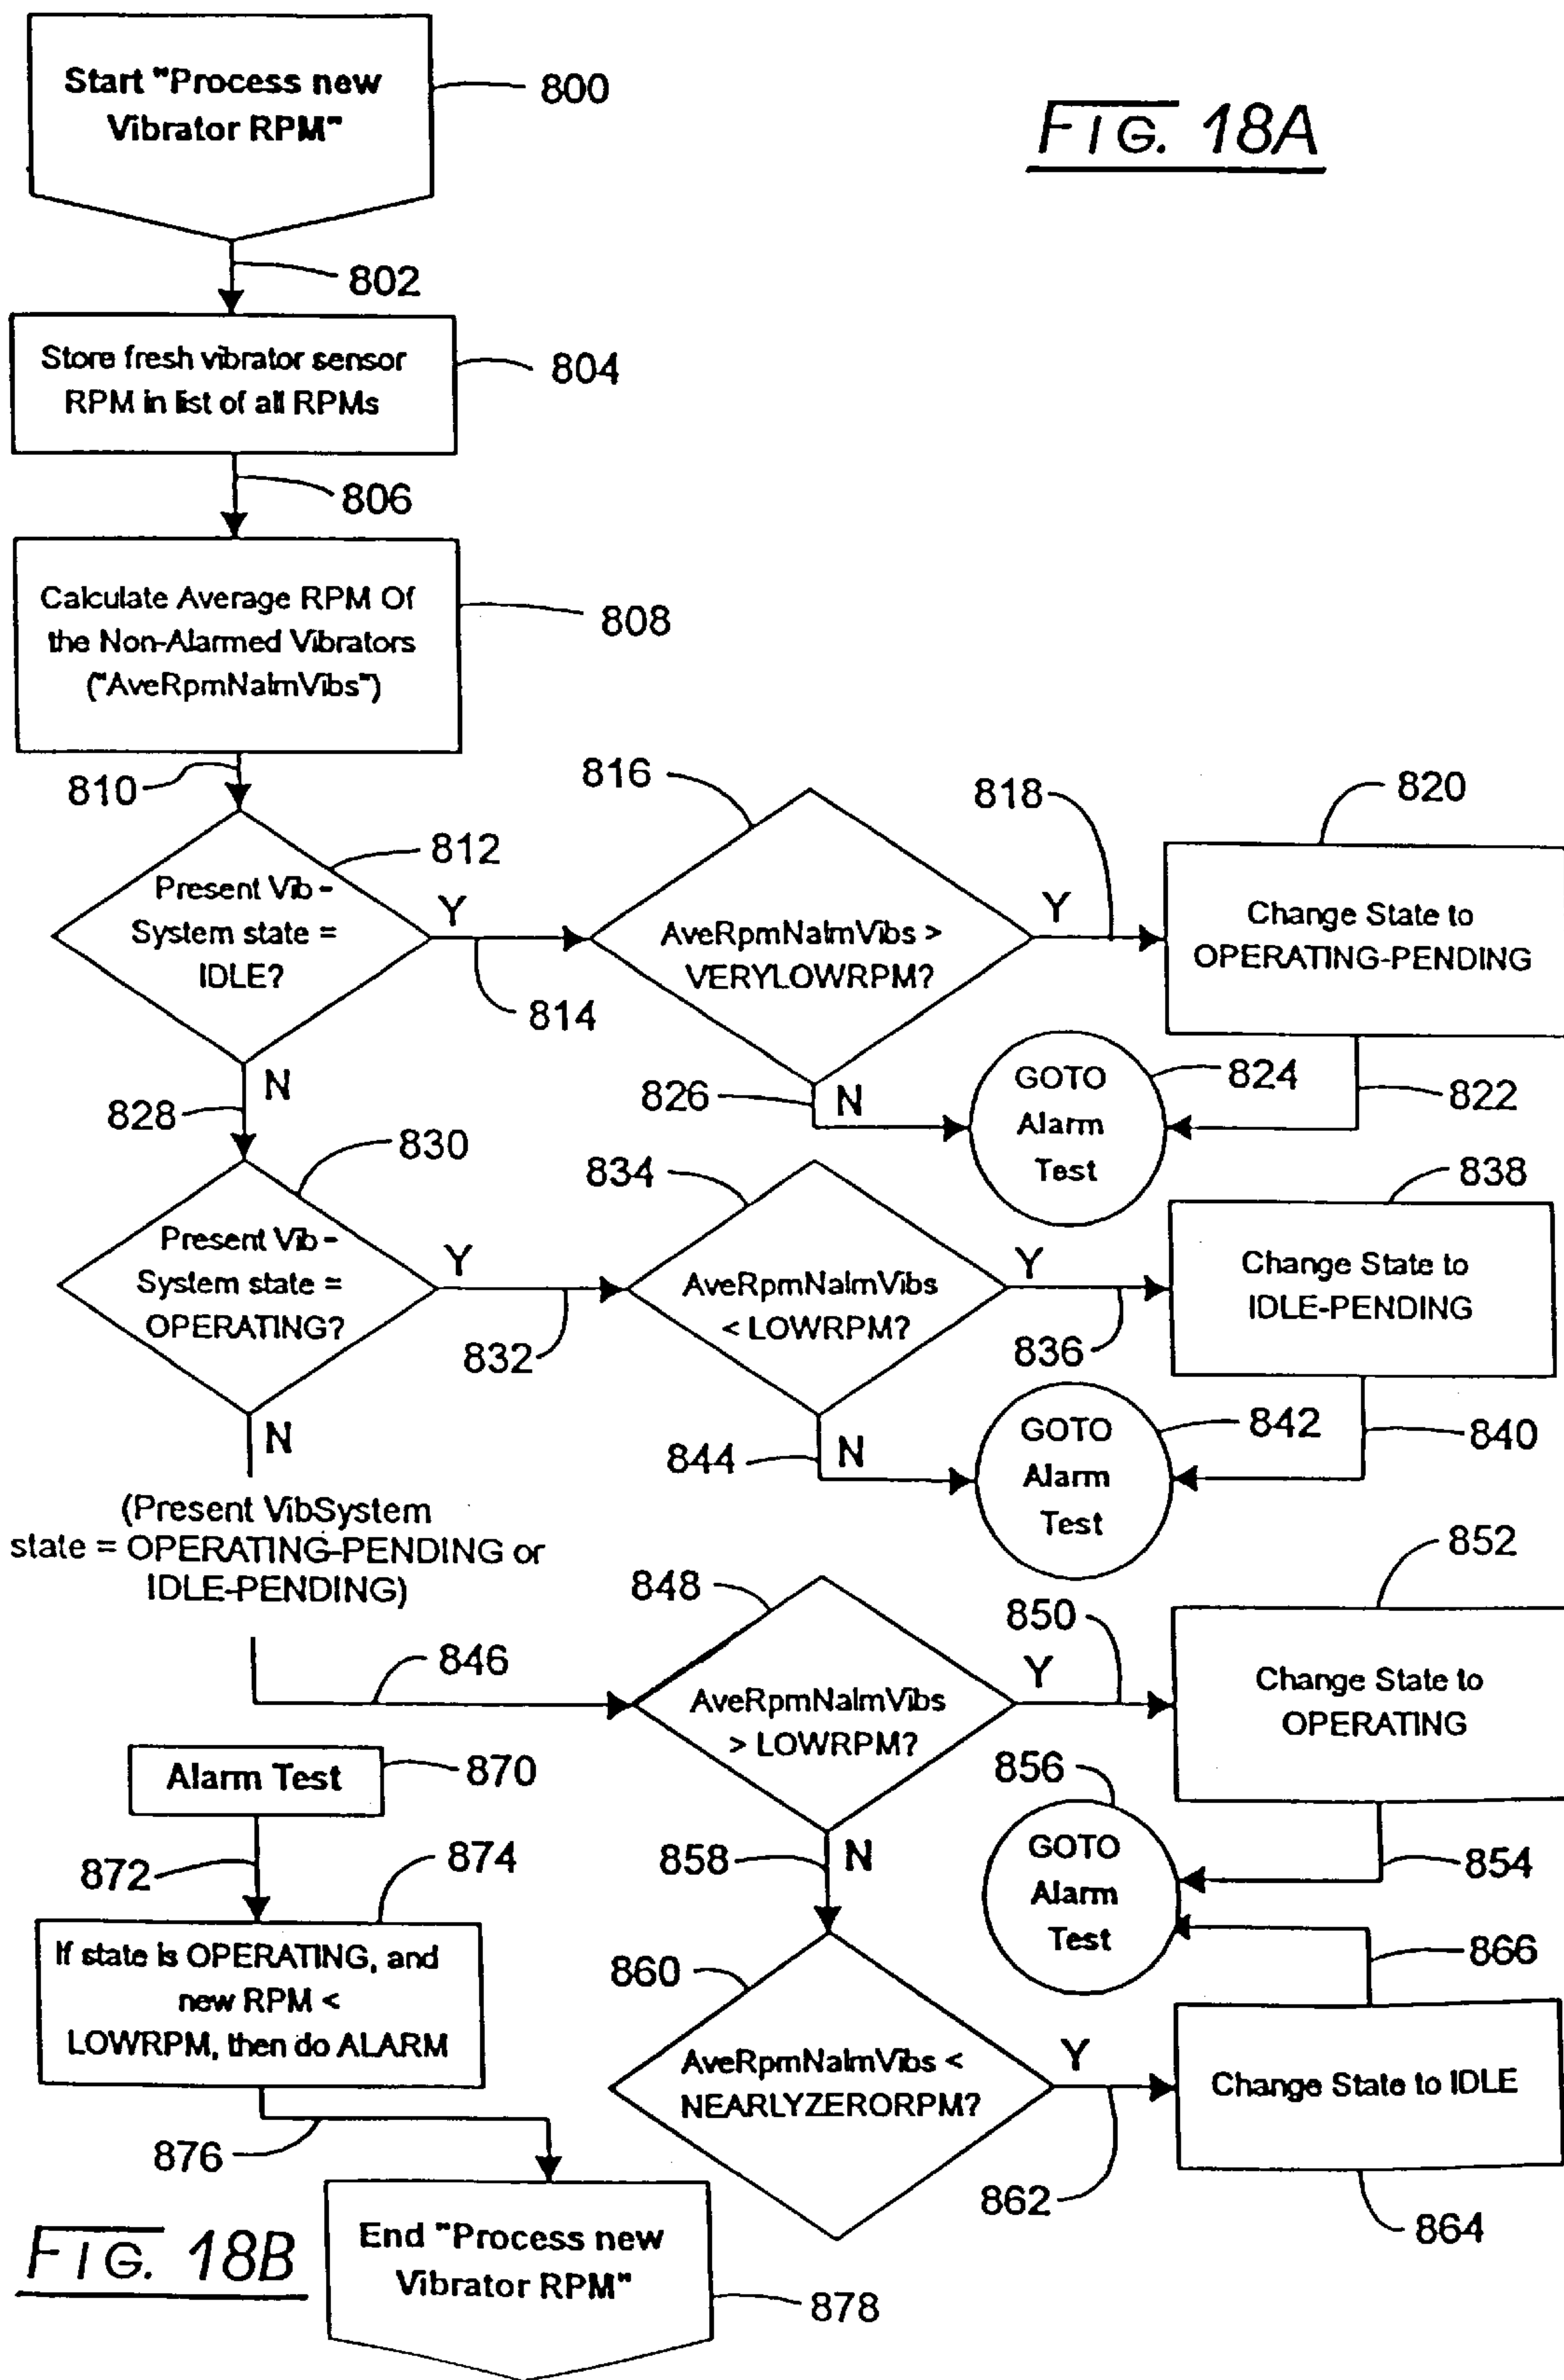 Start "Process new
Vibrator RPM"
800
FIG. 18A
802
Store fresh vibrator sensor
RPM in list of all RPMs
804
806
Calculate Average RPM Of
the Non-Alarmed Vibrators
("AveRpmNalmVibs")
808
810
812
Present Vib-
System state =
IDLE?
Y
814
816
AveRpmNalmVibs >
VERYLOWRPM?
818
Y
820
Change State to
OPERATING-PENDING
822
GOTO
Alarm
Test
824
826
N
N
828
830
Present Vib-
System state =
OPERATING?
Y
832
834
AveRpmNalmVibs
< LOWRPM?
Y
836
838
Change State to
IDLE-PENDING
840
GOTO
Alarm
Test
842
844
N
N
(Present VibSystem
state = OPERATING-PENDING or
IDLE-PENDING)
846
848
AveRpmNalmVibs
> LOWRPM?
850
Y
852
Change State to
OPERATING
854
856
GOTO
Alarm
Test
858
N
860
AveRpmNalmVibs <
NEARLYZERORPM?
Y
862
Change State to IDLE
864
866
Alarm Test
870
872
874
If state is OPERATING, and
new RPM <
LOWRPM, then do ALARM
876
End "Process new
Vibrator RPM"
878
FIG. 18B